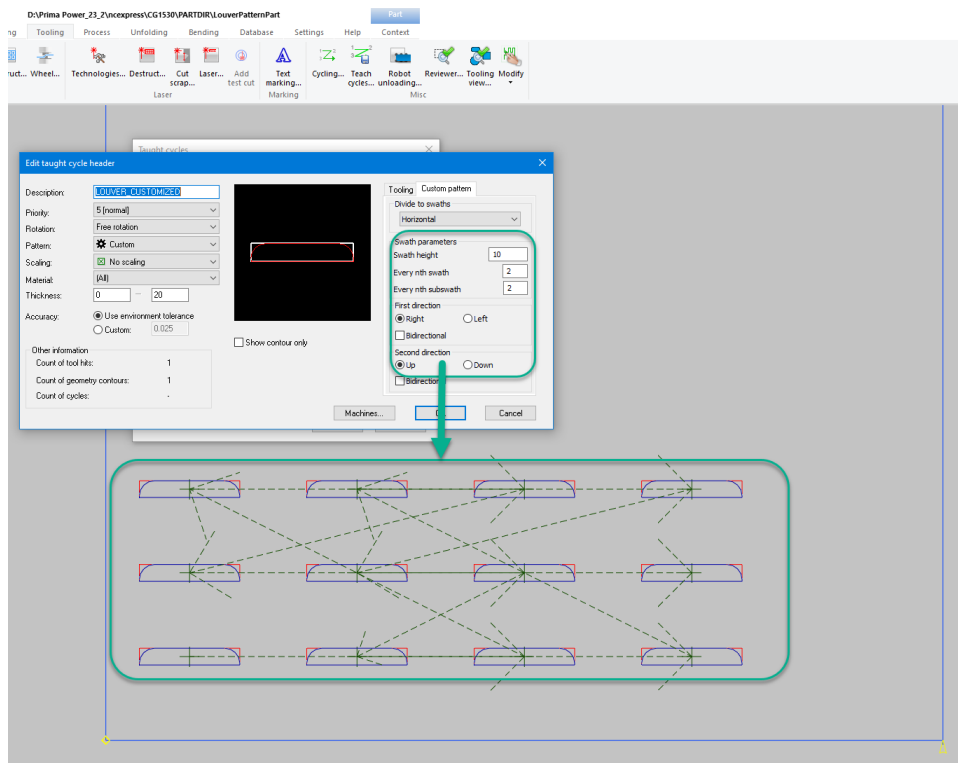 D:\Prima Power_23_2\ncexpress\CG1530\PARTDIR\LouverPatternPart Part
Tooling Process Unfolding Bending Database Settings Help Context
Wheel... Technologies... Destruct... Cut scrap... Laser... Add test cut Text marking... Cycling... Teach cycles... Robot unloading... Reviewer... Tooling view... Modify
Laser Marking Misc
Taught cycles
Edit taught cycle header
Description: LOUVER_CUSTOMIZED
Priority: 5 (normal)
Rotation: Free rotation
Pattern: Custom
Scaling: No scaling
Material: (All)
Thickness: 0 — 20
Accuracy: Use environment tolerance
Custom: 0.025
Other information
Count of tool hits: 1
Count of geometry contours: 1
Count of cycles: -
Show contour only
Tooling Custom pattern
Divide to swaths
Horizontal
Swath parameters
Swath height 10
Every nth swath 2
Every nth subswath 2
First direction
Right Left
Bidirectional
Second direction
Up Down
Machines... Cancel